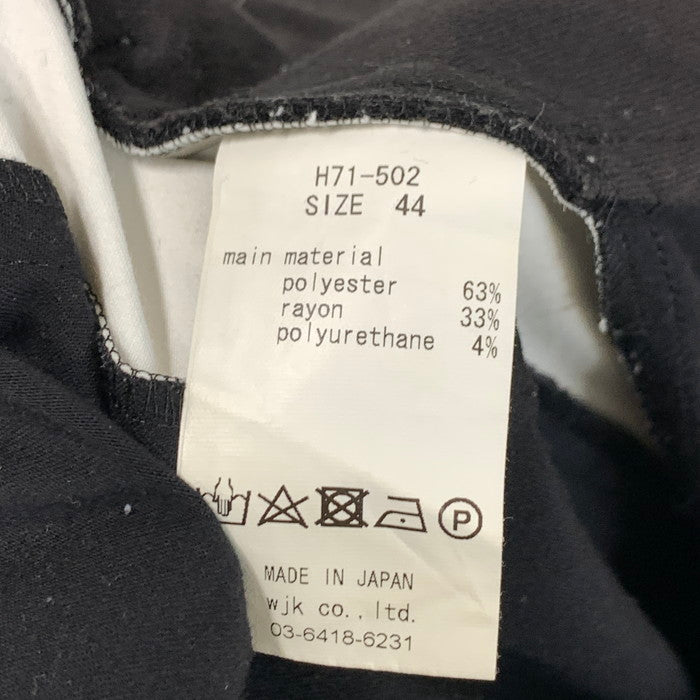 H71-502
SIZE 44
main material
polyester 63%
rayon 33%
polyurethane 4%
P
MADE IN JAPAN
wjk co.,ltd.
03-6418-6231